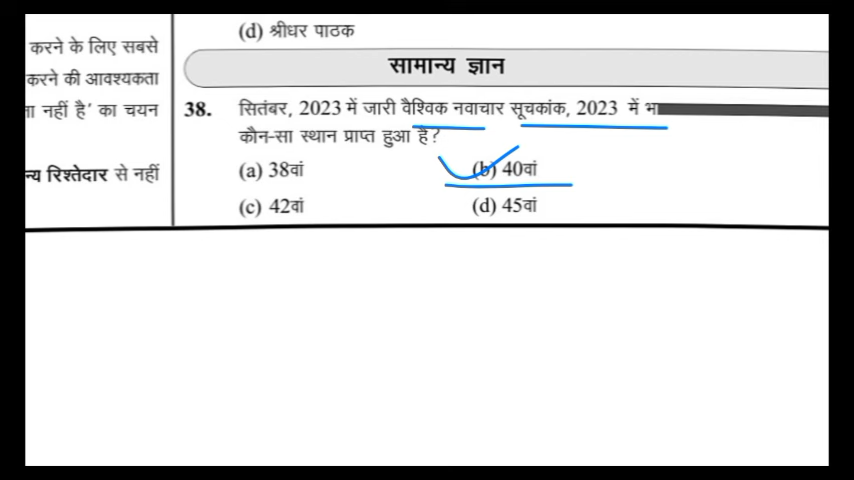 (d) श्रीधर पाठक
करने के लिए सबसे
करने की आवश्यकता
नहीं है' का चयन
रिश्तेदार से नहीं
सामान्य ज्ञान
38. सितंबर, 2023 में जारी वैश्विक नवाचार सूचकांक, 2023 में
कौन-सा स्थान प्राप्त हुआ है?
(a) 38वां (b) 40वां
(c) 42वां (d) 45वां